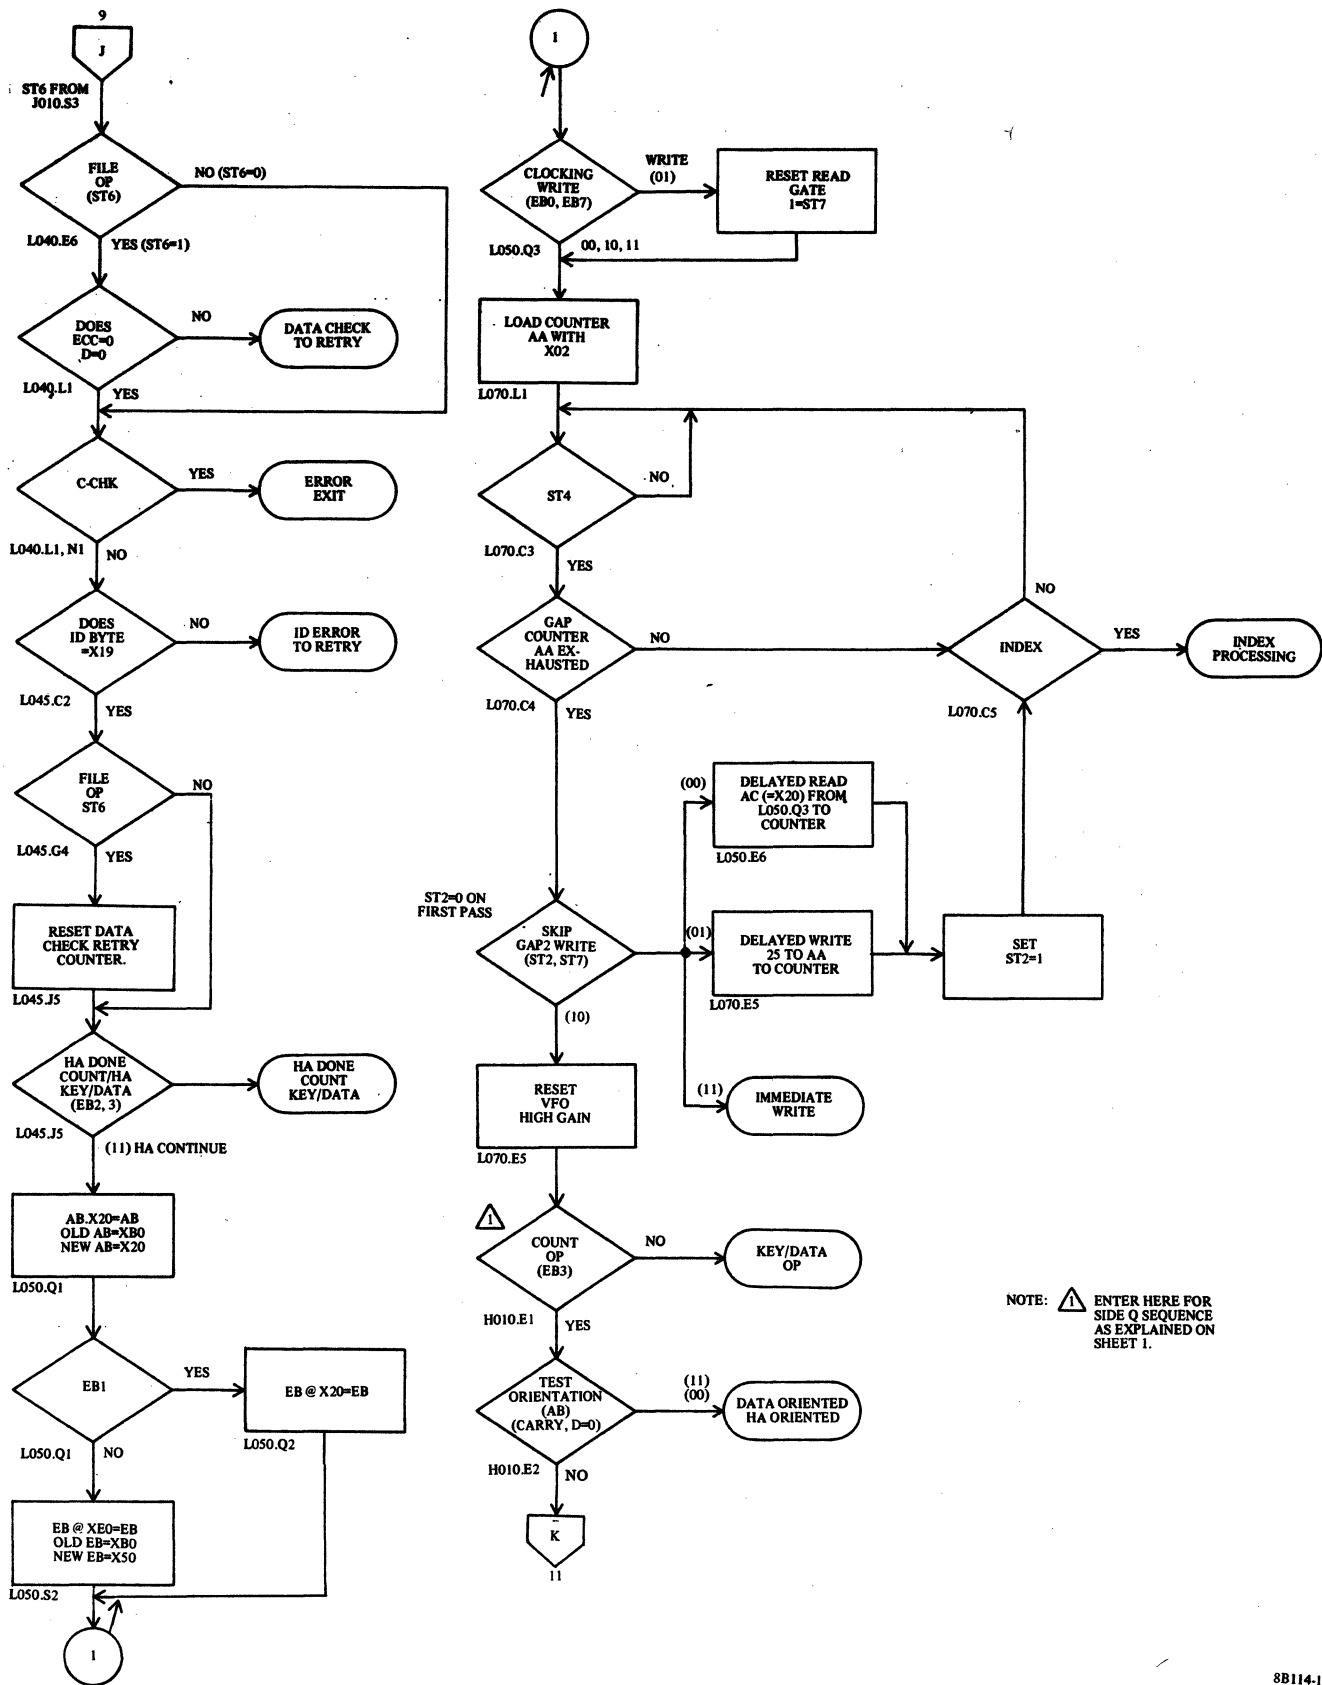 9
J
ST6 FROM
J010.S3
FILE
OP
(ST6)
NO (ST6=0)
L040.E6
YES (ST6=1)
DOES
ECC=0
D=0
NO
DATA CHECK
TO RETRY
L040.L1
YES
C-CHK
YES
ERROR
EXIT
L040.L1, N1
NO
DOES
ID BYTE
=X19
NO
ID ERROR
TO RETRY
L045.C2
YES
FILE
OP
ST6
NO
L045.G4
YES
RESET DATA
CHECK RETRY
COUNTER.
L045.J5
HA DONE
COUNT/HA
KEY/DATA
(EB2, 3)
HA DONE
COUNT
KEY/DATA
L045.J5
(11) HA CONTINUE
AB.X20=AB
OLD AB=XB0
NEW AB=X20
L050.Q1
EB1
YES
EB @ X20=EB
L050.Q1
NO
L050.Q2
EB @ XE0=EB
OLD EB=XB0
NEW EB=X50
L050.S2
1
1
CLOCKING
WRITE
(EB0, EB7)
WRITE
(01)
RESET READ
GATE
1=ST7
L050.Q3
00, 10, 11
LOAD COUNTER
AA WITH
X02
L070.L1
ST4
NO
L070.C3
YES
GAP
COUNTER
AA EX-
HAUSTED
NO
L070.C4
YES
INDEX
NO
YES
INDEX
PROCESSING
L070.C5
ST2=0 ON
FIRST PASS
SKIP
GAP2 WRITE
(ST2, ST7)
(00)
DELAYED READ
AC (=X20) FROM
L050.Q3 TO
COUNTER
L050.E6
(01)
DELAYED WRITE
25 TO AA
TO COUNTER
L070.E5
SET
ST2=1
(11)
IMMEDIATE
WRITE
(10)
RESET
VFO
HIGH GAIN
L070.E5
1
COUNT
OP
(EB3)
NO
KEY/DATA
OP
H010.E1
YES
TEST
ORIENTATION
(AB)
(CARRY, D=0)
(11)
(00)
DATA ORIENTED
HA ORIENTED
H010.E2
NO
K
11
NOTE: 1 ENTER HERE FOR
SIDE Q SEQUENCE
AS EXPLAINED ON
SHEET 1.
8B114-1